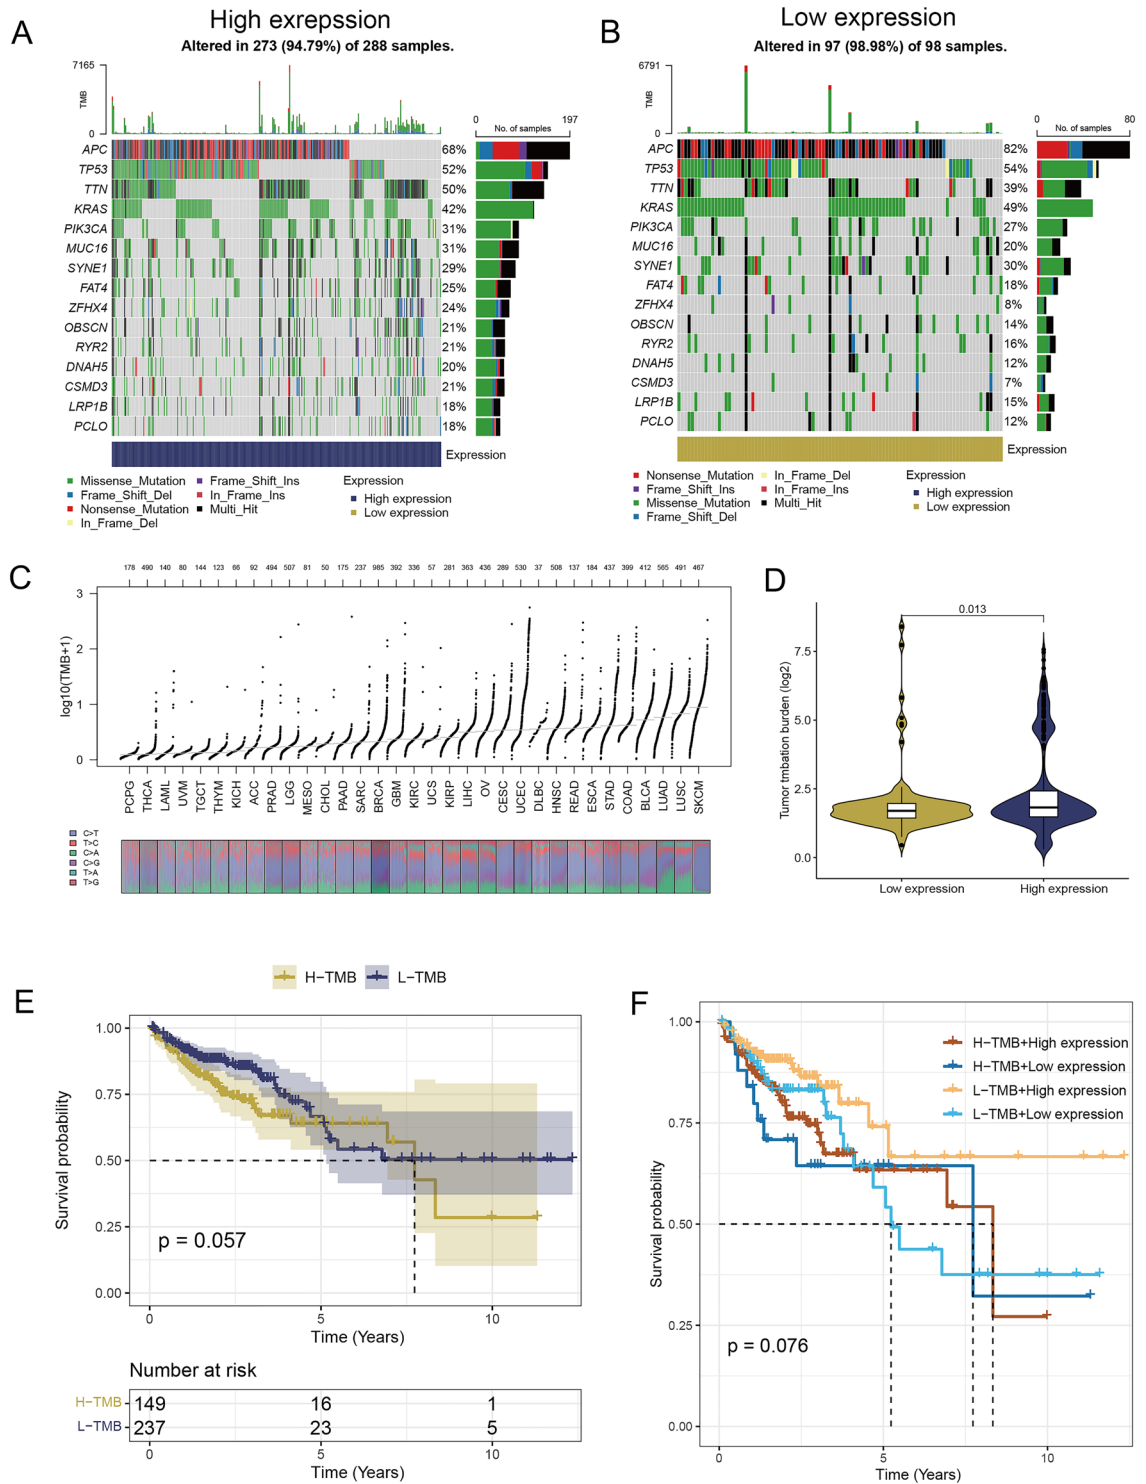 A
High exrepssion
Altered in 273 (94.79%) of 288 samples.
7165
TMB
0
0
197
No. of samples
APC 68%
TP53 52%
TTN 50%
KRAS 42%
PIK3CA 31%
MUC16 31%
SYNE1 29%
FAT4 25%
ZFHX4 24%
OBSCN 21%
RYR2 21%
DNAH5 20%
CSMD3 21%
LRP1B 18%
PCLO 18%
Expression
Missense_Mutation
Frame_Shift_Del
Nonsense_Mutation
In_Frame_Del
Frame_Shift_Ins
In_Frame_Ins
Multi_Hit
Expression
High expression
Low expression
B
Low expression
Altered in 97 (98.98%) of 98 samples.
6791
TMB
0
0
80
No. of samples
APC 82%
TP53 54%
TTN 39%
KRAS 49%
PIK3CA 27%
MUC16 20%
SYNE1 30%
FAT4 18%
ZFHX4 8%
OBSCN 14%
RYR2 16%
DNAH5 12%
CSMD3 7%
LRP1B 15%
PCLO 12%
Expression
Nonsense_Mutation
Frame_Shift_Ins
Missense_Mutation
Frame_Shift_Del
In_Frame_Del
In_Frame_Ins
Multi_Hit
Expression
High expression
Low expression
C
178 490 140 80 144 123 66 92 494 507 81 50 175 237 985 392 336 57 281 363 436 289 530 37 508 137 184 437 399 412 565 491 467
log10(TMB+1)
3
2
1
0
PCPG THCA LAML UVM TGCT THYM KICH ACC PRAD LGG MESO CHOL PAAD SARC BRCA GBM KIRC UCS KIRP LIHC OV CESC UCEC DLBC HNSC READ ESCA STAD COAD BLCA LUAD LUSC SKCM
C>T
T>C
C>A
C>G
T>A
T>G
D
0.013
Tumor tmbation burden (log2)
7.5
5.0
2.5
0.0
Low expression High expression
E
H−TMB L−TMB
Survival probability
1.00
0.75
0.50
0.25
0.00
p = 0.057
0 5 10
Time (Years)
Number at risk
H−TMB 149 16 1
L−TMB 237 23 5
0 5 10
Time (Years)
F
H−TMB+High expression
H−TMB+Low expression
L−TMB+High expression
L−TMB+Low expression
Survival probability
1.00
0.75
0.50
0.25
0.00
p = 0.076
0 5 10
Time (Years)